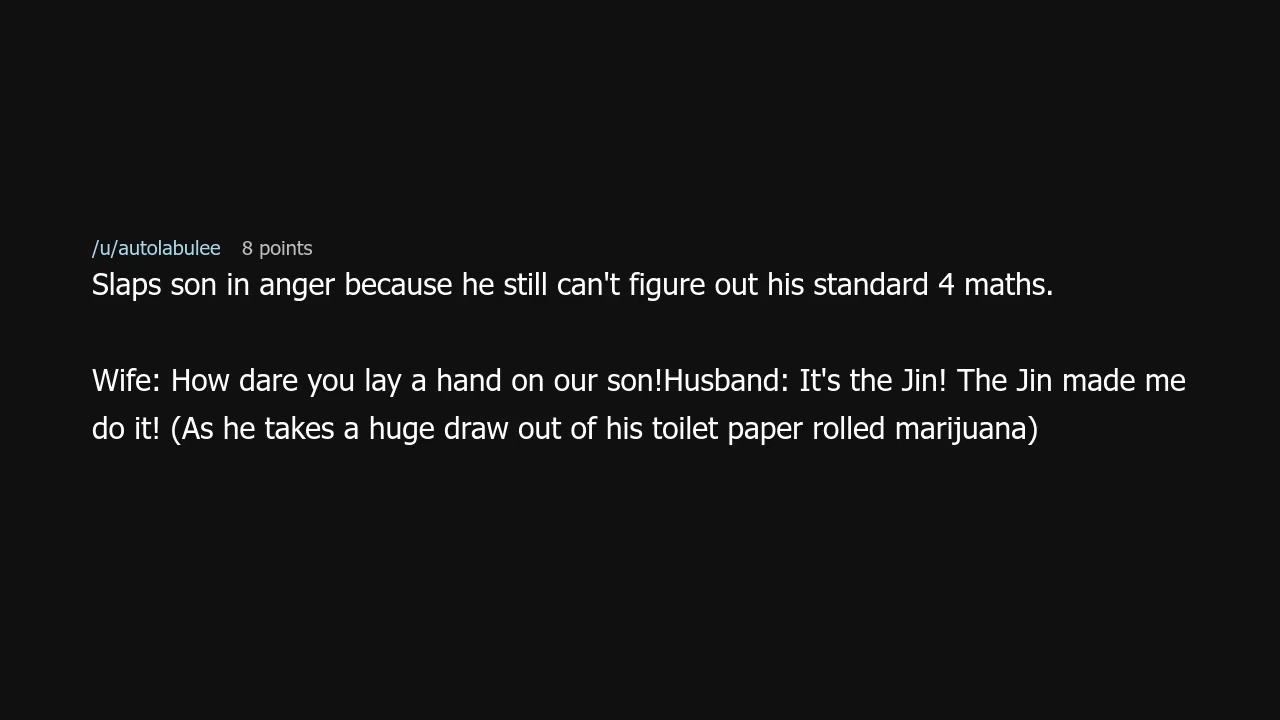 /u/autolabulee 8 points
Slaps son in anger because he still can't figure out his standard 4 maths.
Wife: How dare you lay a hand on our son!Husband: It's the Jin! The Jin made me
do it! (As he takes a huge draw out of his toilet paper rolled marijuana)